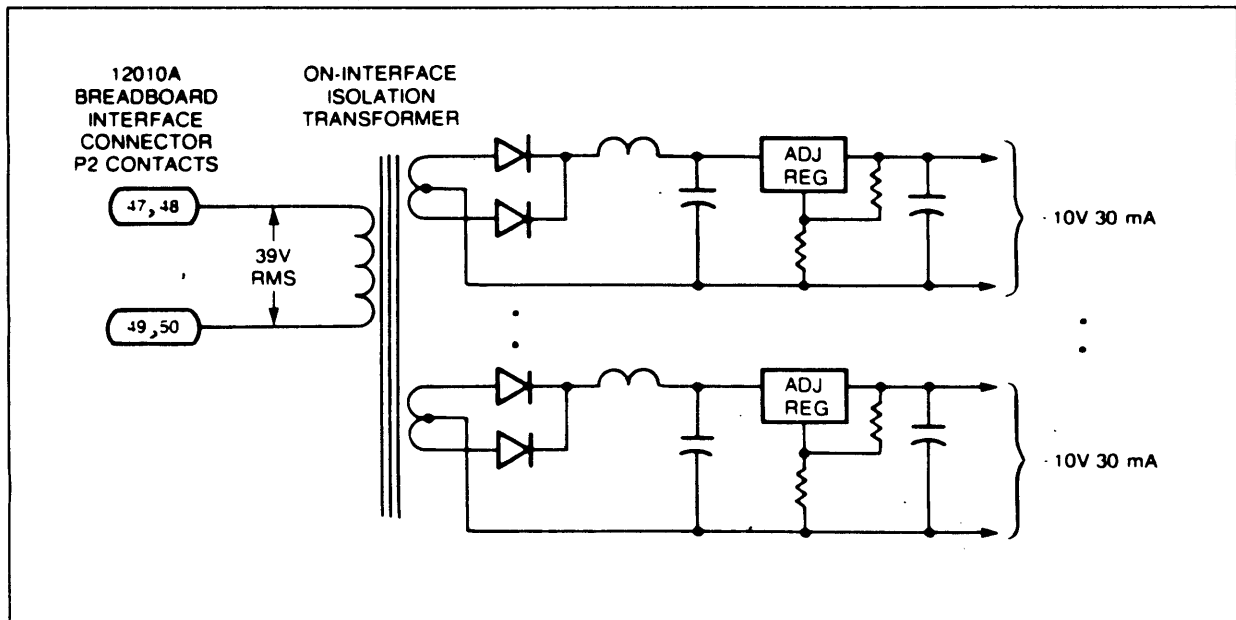 12010A
BREADBOARD
INTERFACE
CONNECTOR
P2 CONTACTS
ON-INTERFACE
ISOLATION
TRANSFORMER
47, 48
39V
RMS
49, 50
ADJ
REG
10V 30 mA
ADJ
REG
10V 30 mA